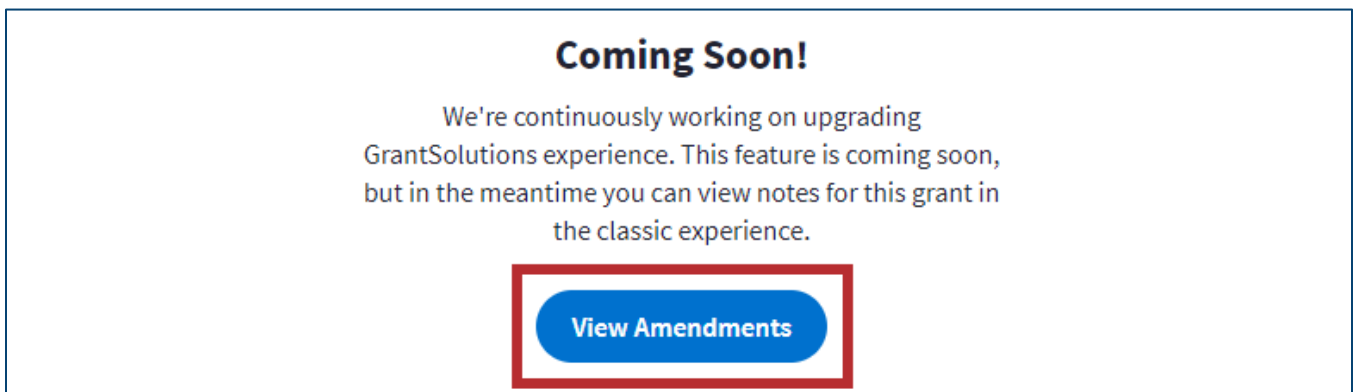 Coming Soon!
We're continuously working on upgrading
GrantSolutions experience. This feature is coming soon,
but in the meantime you can view notes for this grant in
the classic experience.
View Amendments